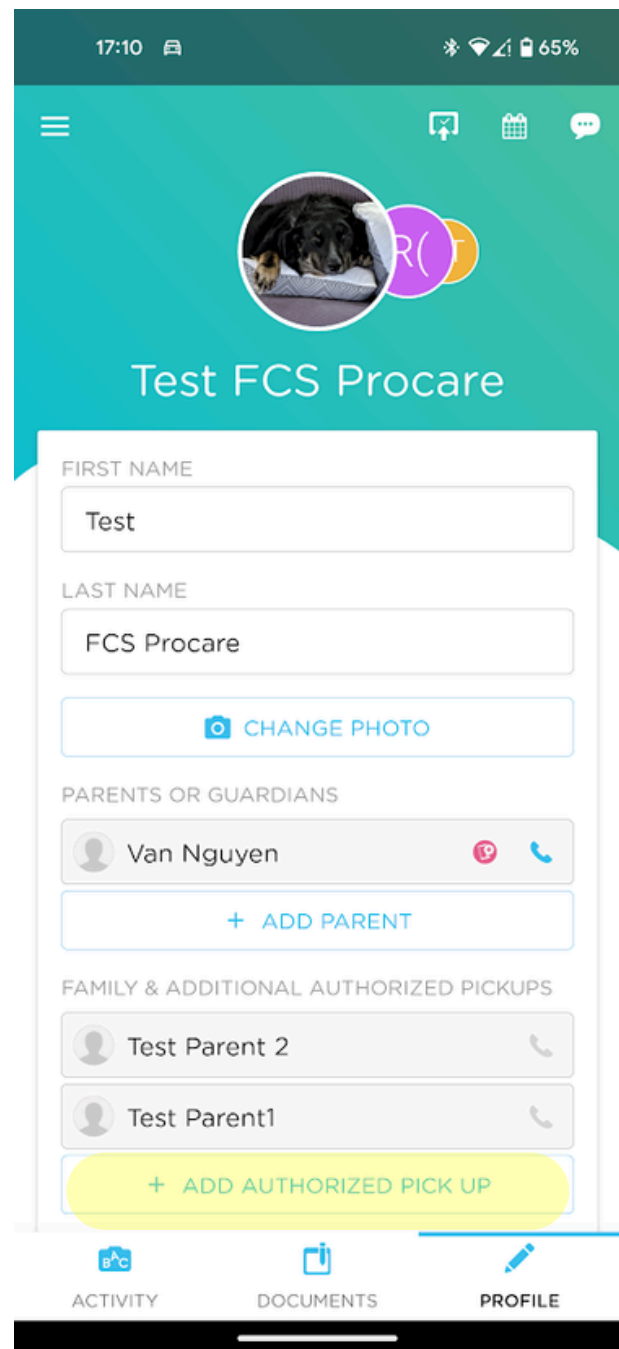 17:10 65%
R( T
Test FCS Procare
FIRST NAME
Test
LAST NAME
FCS Procare
CHANGE PHOTO
PARENTS OR GUARDIANS
Van Nguyen
+ ADD PARENT
FAMILY & ADDITIONAL AUTHORIZED PICKUPS
Test Parent 2
Test Parent1
+ ADD AUTHORIZED PICK UP
ABC
ACTIVITY DOCUMENTS PROFILE